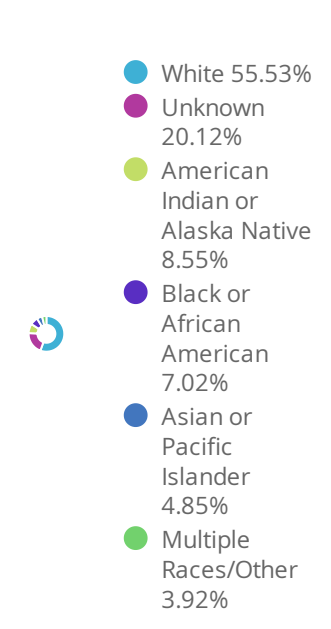 White 55.53%
Unknown
20.12%
American
Indian or
Alaska Native
8.55%
Black or
African
American
7.02%
Asian or
Pacific
Islander
4.85%
Multiple
Races/Other
3.92%